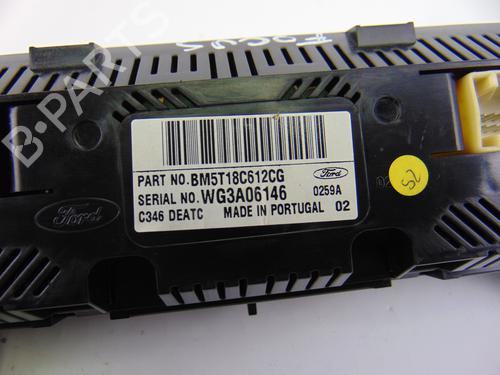 FOCUS
PART NO.BM5T18C612CG
Ford
SERIAL NO.WG3A06146
0259A
C346 DEATC MADE IN PORTUGAL 02
Ford
52
B-Parts